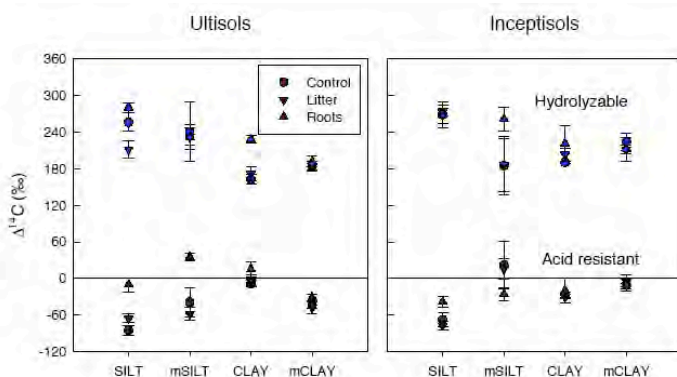 Ultisols
Inceptisols
360
300
240
180
120
60
0
-60
-120
Δ¹⁴C (‰)
Control
Litter
Roots
Hydrolyzable
Acid resistant
SILT mSILT CLAY mCLAY
SILT mSILT CLAY mCLAY